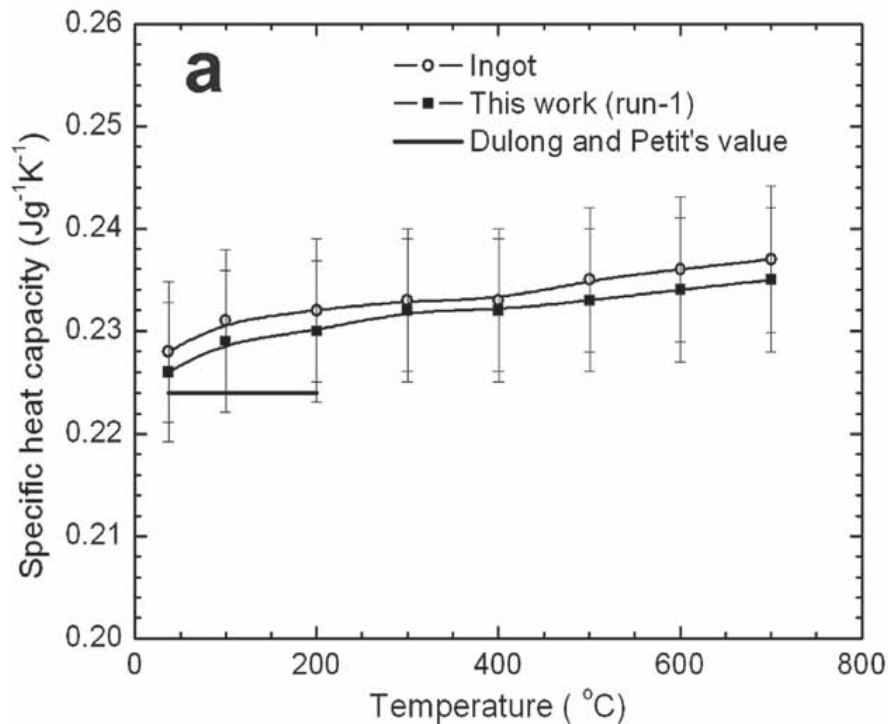 a
Ingot
This work (run-1)
Dulong and Petit's value
Specific heat capacity (Jg⁻¹K⁻¹)
0.26
0.25
0.24
0.23
0.22
0.21
0.20
0 200 400 600 800
Temperature ( °C)